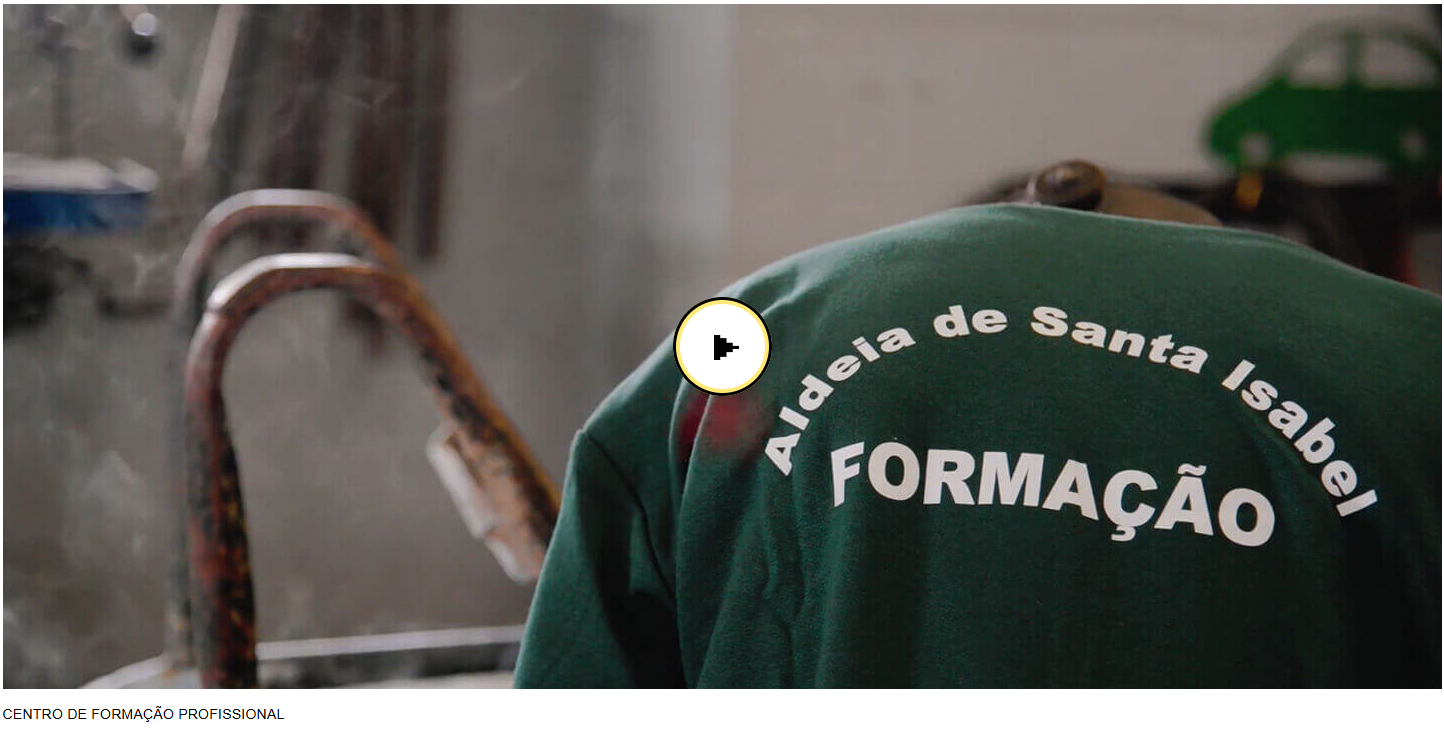 Aldeia de Santa Isabel
FORMAÇÃO
CENTRO DE FORMAÇÃO PROFISSIONAL